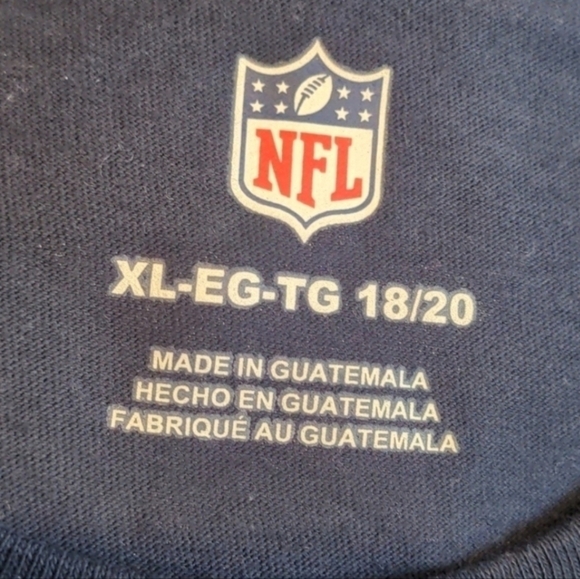 NFL
XL-EG-TG 18/20
MADE IN GUATEMALA
HECHO EN GUATEMALA
FABRIQUÉ AU GUATEMALA